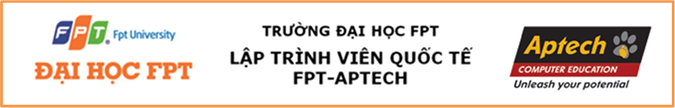 FPT Fpt University
ĐẠI HỌC FPT
TRƯỜNG ĐẠI HỌC FPT
LẬP TRÌNH VIÊN QUỐC TẾ
FPT-APTECH
Aptech
COMPUTER EDUCATION
Unleash your potential